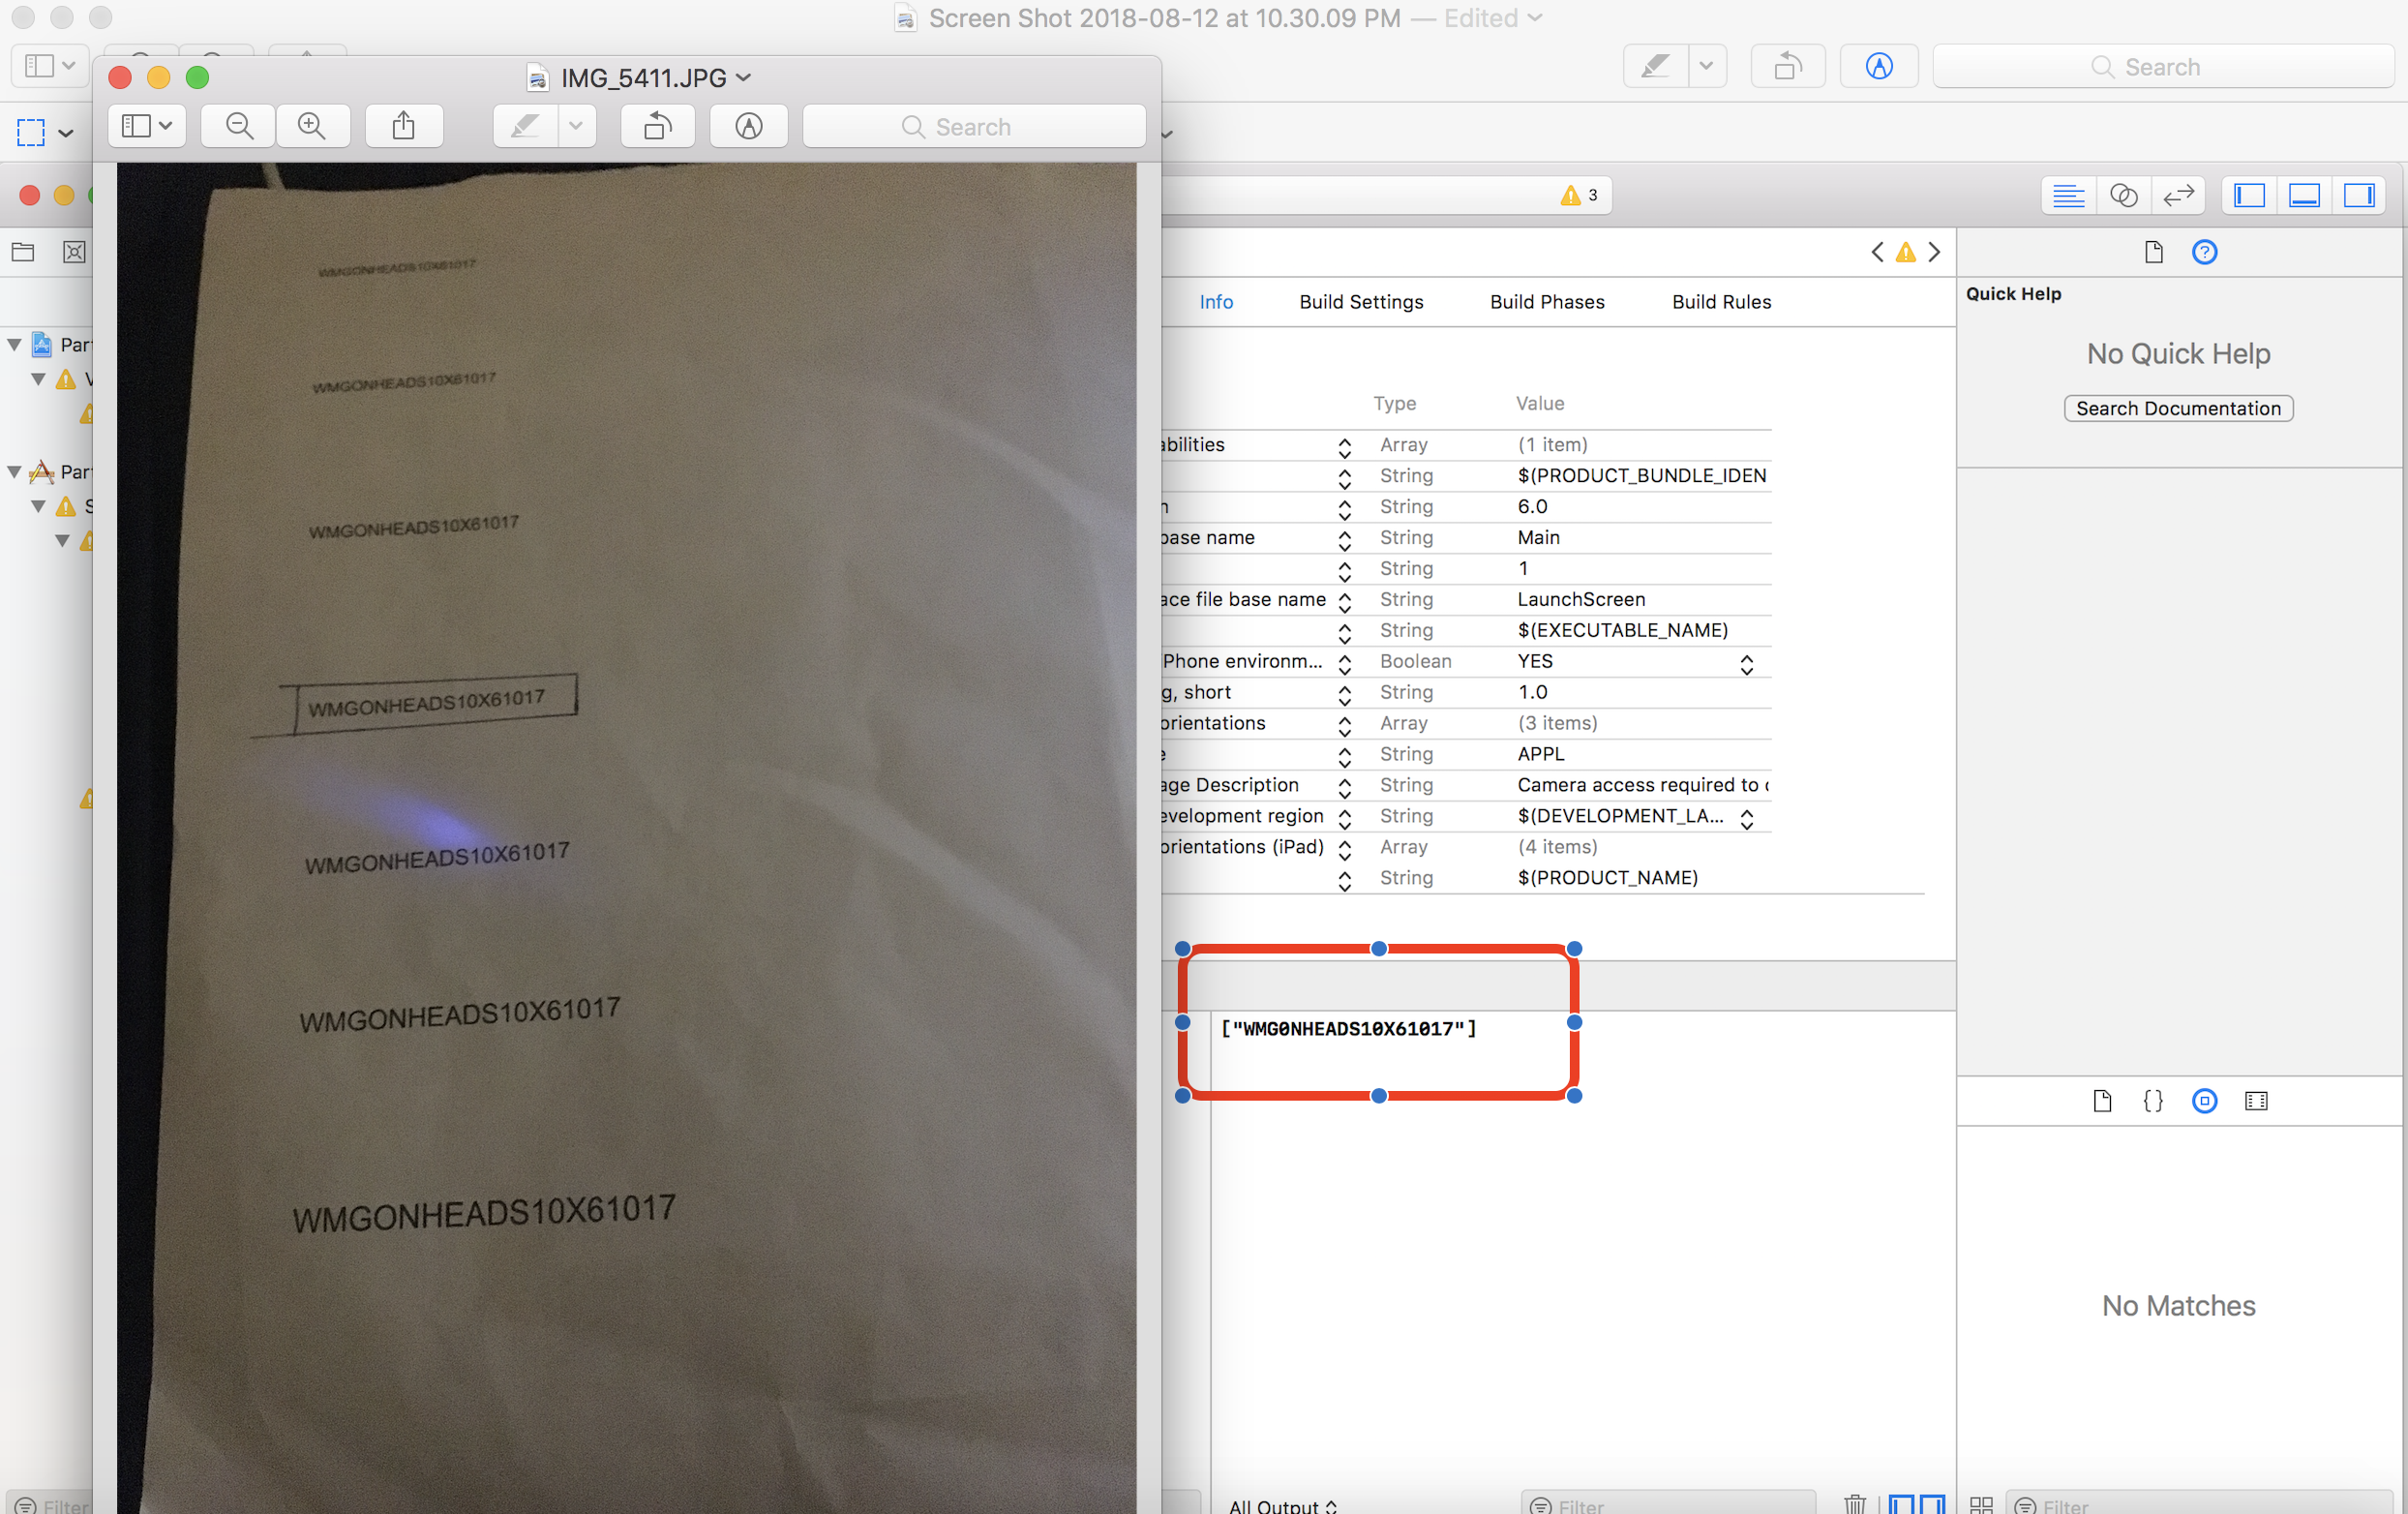 Screen Shot 2018-08-12 at 10.30.09 PM — Edited
Search
IMG_5411.JPG
Search
3
WMGONHEADS10X61017
WMGONHEADS10X61017
WMGONHEADS10X61017
WMGONHEADS10X61017
WMGONHEADS10X61017
WMGONHEADS10X61017
WMGONHEADS10X61017
Par
V
Par
S
Filter
Info Build Settings Build Phases Build Rules
Type Value
abilities Array (1 item)
String $(PRODUCT_BUNDLE_IDEN
n String 6.0
base name String Main
String 1
ace file base name String LaunchScreen
String $(EXECUTABLE_NAME)
Phone environm... Boolean YES
g, short String 1.0
orientations Array (3 items)
e String APPL
age Description String Camera access required to
evelopment region String $(DEVELOPMENT_LA...
orientations (iPad) Array (4 items)
String $(PRODUCT_NAME)
["WMG0NHEADS10X61017"]
All Output
Filter
Quick Help
No Quick Help
Search Documentation
{}
No Matches
Filter